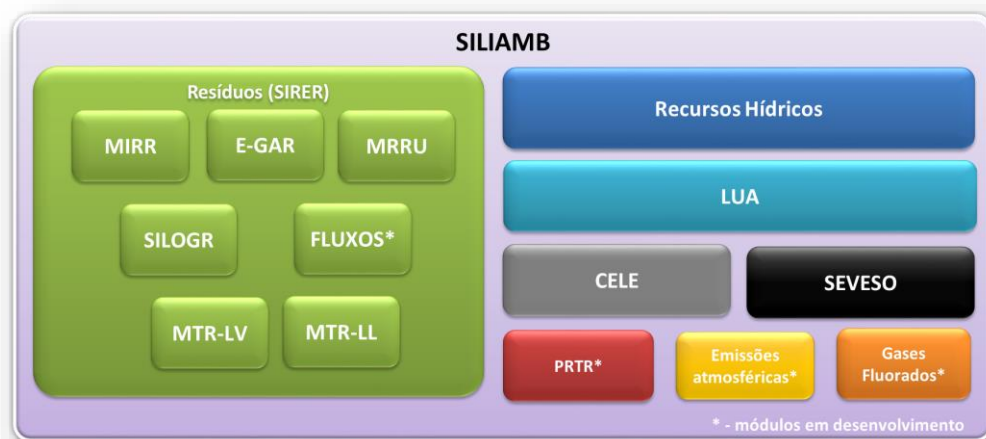 SILIAMB
Resíduos (SIRER)
MIRR
E-GAR
MRRU
SILOGR
FLUXOS*
MTR-LV
MTR-LL
Recursos Hídricos
LUA
CELE
SEVESO
PRTR*
Emissões
atmosféricas*
Gases
Fluorados*
* - módulos em desenvolvimento